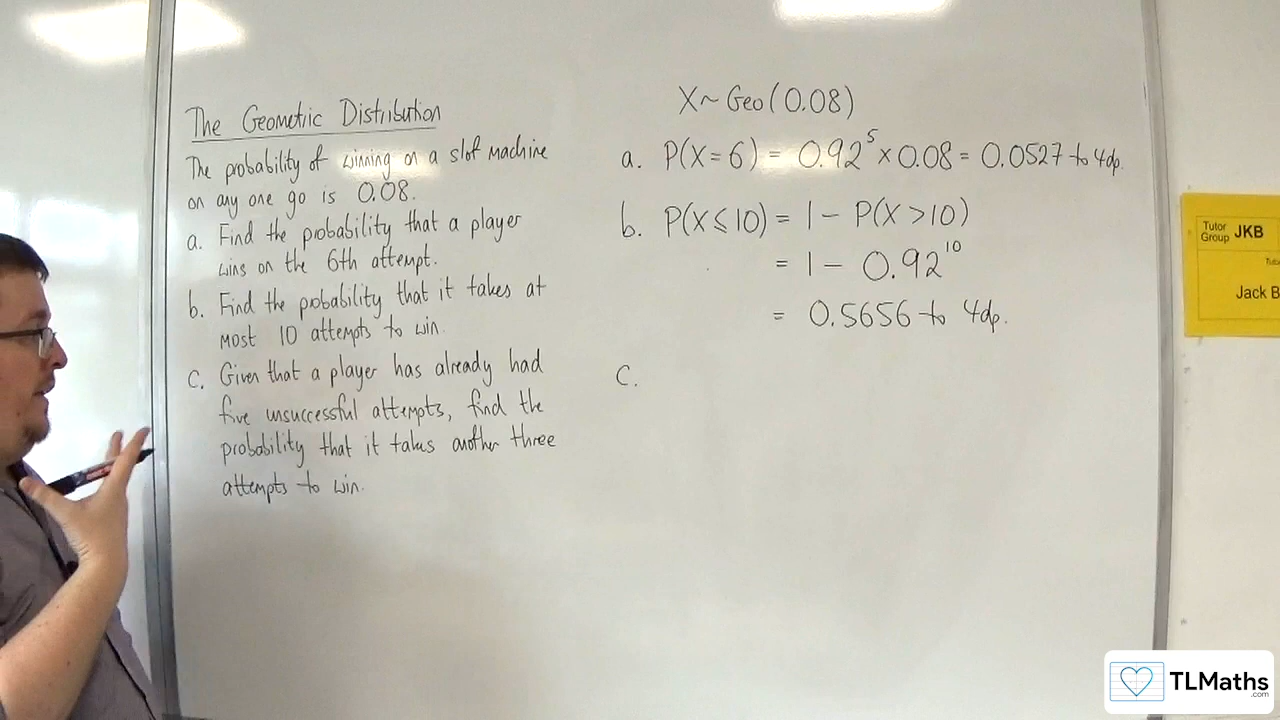 The Geometric Distribution
The probability of winning on a slot machine
on any one go is 0.08.
a. Find the probability that a player
wins on the 6th attempt.
b. Find the probability that it takes at
most 10 attempts to win.
c. Given that a player has already had
five unsuccessful attempts, find the
probability that it takes another three
attempts to win.
X~Geo(0.08)
a. P(X=6) = 0.92⁵ × 0.08 = 0.0527 to 4dp.
b. P(X≤10) = 1 − P(X>10)
= 1 − 0.92¹⁰
= 0.5656 to 4dp.
c.
Tutor Group JKB
Jack B
TLMaths
.com